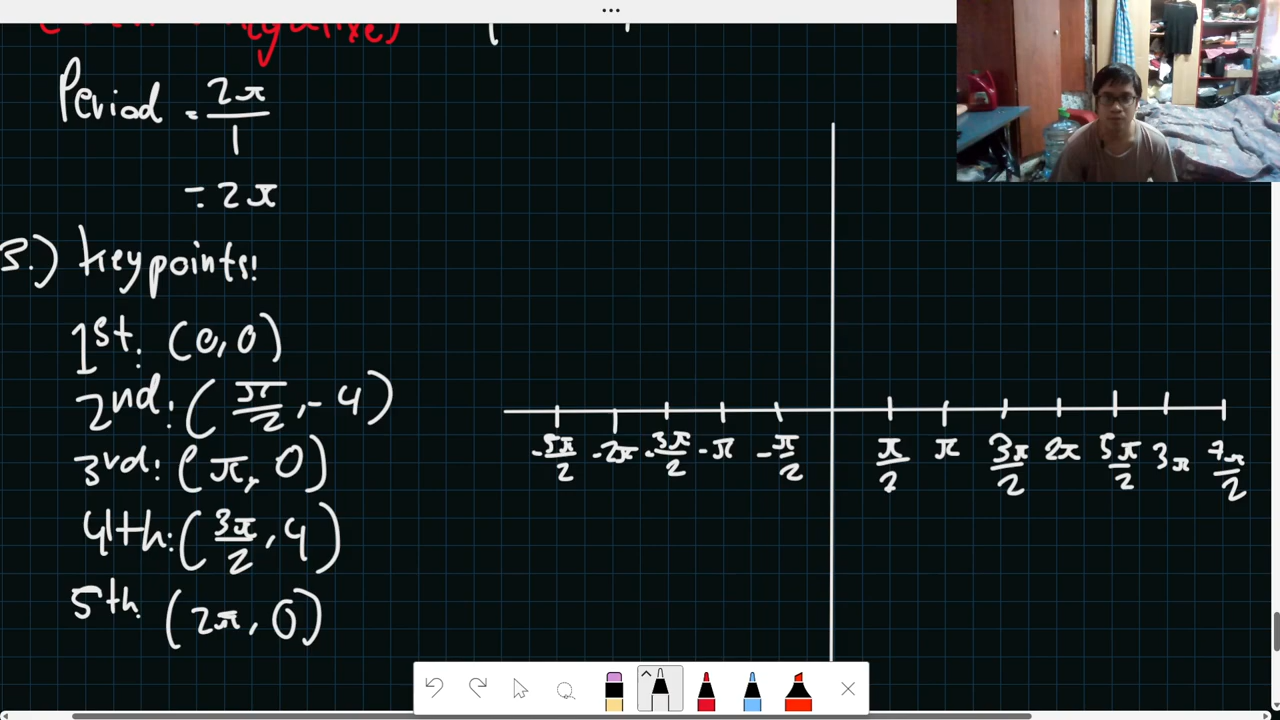 Period = 2π/1
= 2π
3.) Keypoints!
1st: (0, 0)
2nd: (π/2, -4)
3rd: (π, 0)
4th: (3π/2, 4)
5th: (2π, 0)
-5π/2 -2π -3π/2 -π -π/2 π/2 π 3π/2 2π 5π/2 3π 7π/2